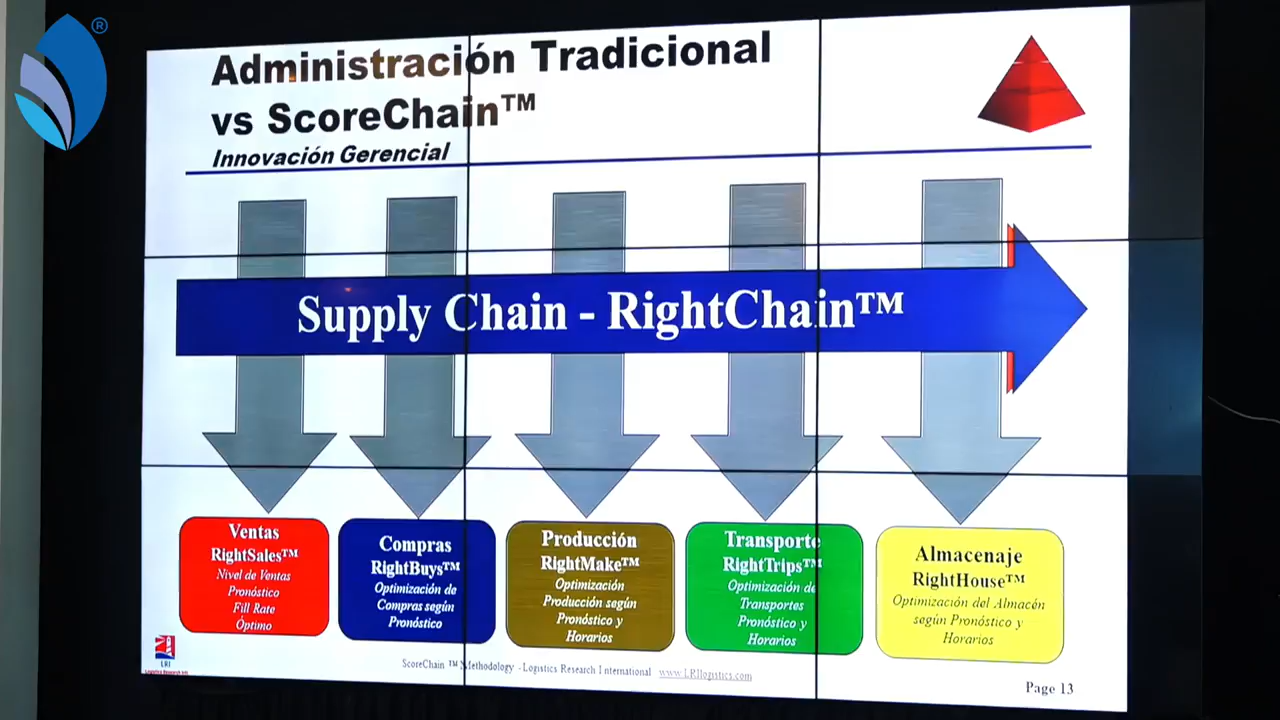 ®
Administración Tradicional
vs ScoreChain™
Innovación Gerencial
Supply Chain - RightChain™
Ventas
RightSales™
Nivel de Ventas
Pronóstico
Fill Rate
Óptimo
Compras
RightBuys™
Optimización de
Compras según
Pronóstico
Producción
RightMake™
Optimización
Producción según
Pronóstico y
Horarios
Transporte
RightTrips™
Optimización de
Transportes
Pronóstico y
Horarios
Almacenaje
RightHouse™
Optimización del Almacén
según Pronóstico y
Horarios
LRI
Logistics Research Intl
ScoreChain ™ Methodology - Logistics Research International www.LRIlogistics.com
Page 13